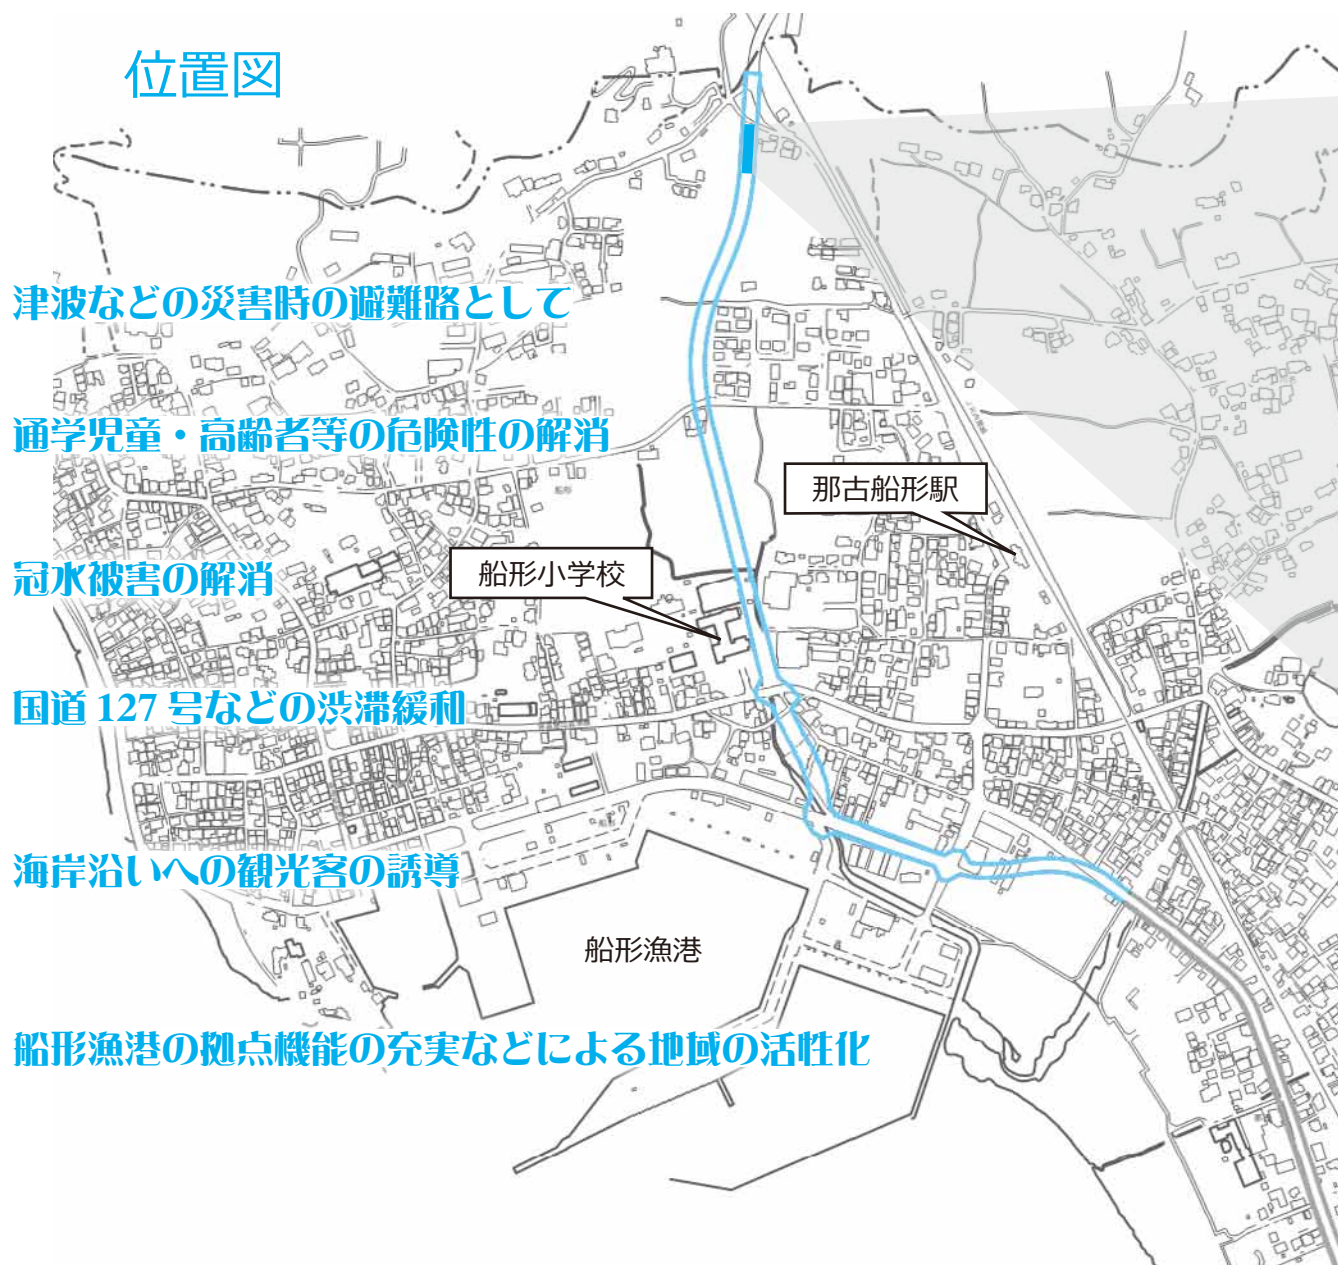 位置図
津波などの災害時の避難路として
通学児童・高齢者等の危険性の解消
那古船形駅
船形小学校
冠水被害の解消
国道 127 号などの渋滞緩和
海岸沿いへの観光客の誘導
船形漁港
船形漁港の拠点機能の充実などによる地域の活性化